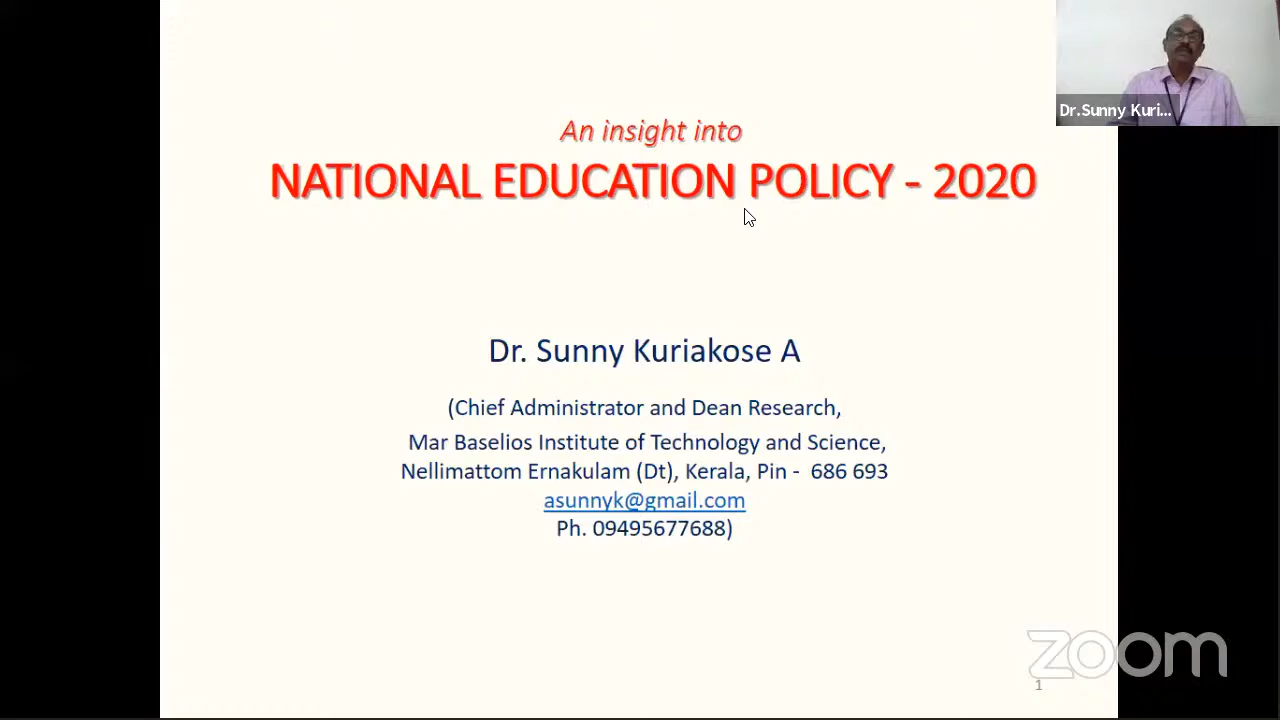 An insight into
NATIONAL EDUCATION POLICY - 2020
Dr.Sunny Kuri...
Dr. Sunny Kuriakose A
(Chief Administrator and Dean Research,
Mar Baselios Institute of Technology and Science,
Nellimattom Ernakulam (Dt), Kerala, Pin - 686 693
asunnyk@gmail.com
Ph. 09495677688)
zoom
1